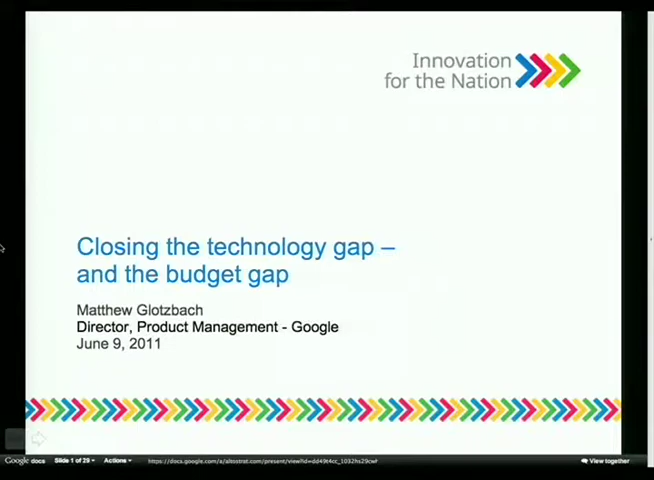 Innovation
for the Nation
Closing the technology gap –
and the budget gap
Matthew Glotzbach
Director, Product Management - Google
June 9, 2011
Google docs Slide 1 of 29 Actions View together